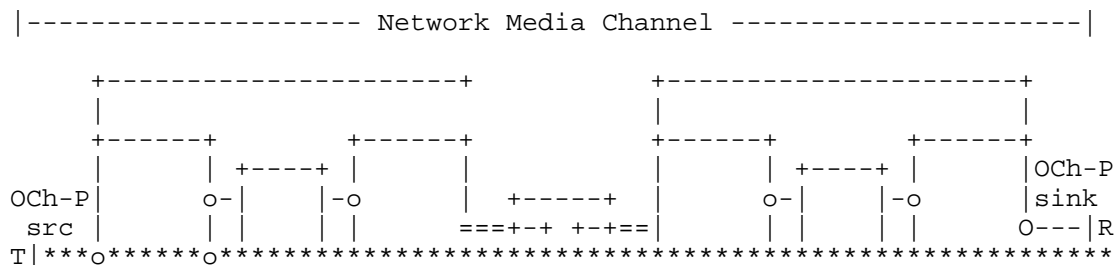 |--------------------- Network Media Channel ----------------------|
+----------------------+ +----------------------+
| | |
+------+ +------+ +------+ +------+
| | +----+ | | | | +----+ | |OCh-P
OCh-P| o-| |-o | +-----+ | o-| |-o |sink
src | | | | | ===+-+ +-+==| | | | | O---|R
T|***o******o********************************************************